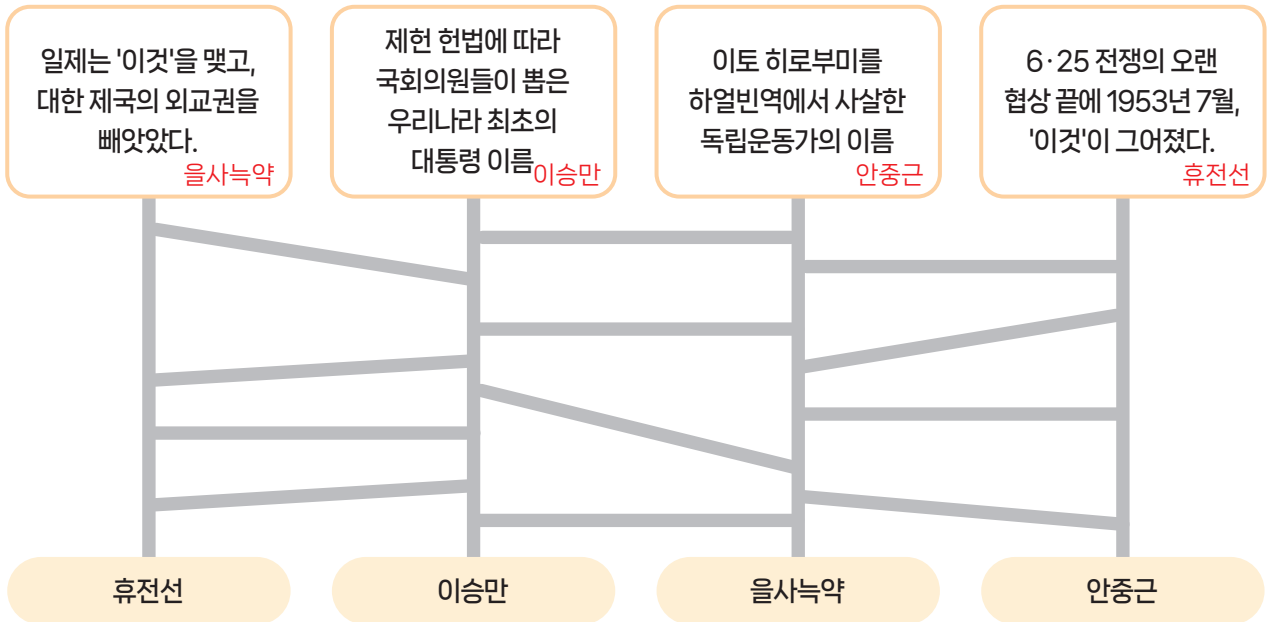 일제는 '이것'을 맺고,
대한 제국의 외교권을
빼앗았다.
을사늑약
제헌 헌법에 따라
국회의원들이 뽑은
우리나라 최초의
대통령 이름
이승만
이토 히로부미를
하얼빈역에서 사살한
독립운동가의 이름
안중근
6·25 전쟁의 오랜
협상 끝에 1953년 7월,
'이것'이 그어졌다.
휴전선
휴전선
이승만
을사늑약
안중근